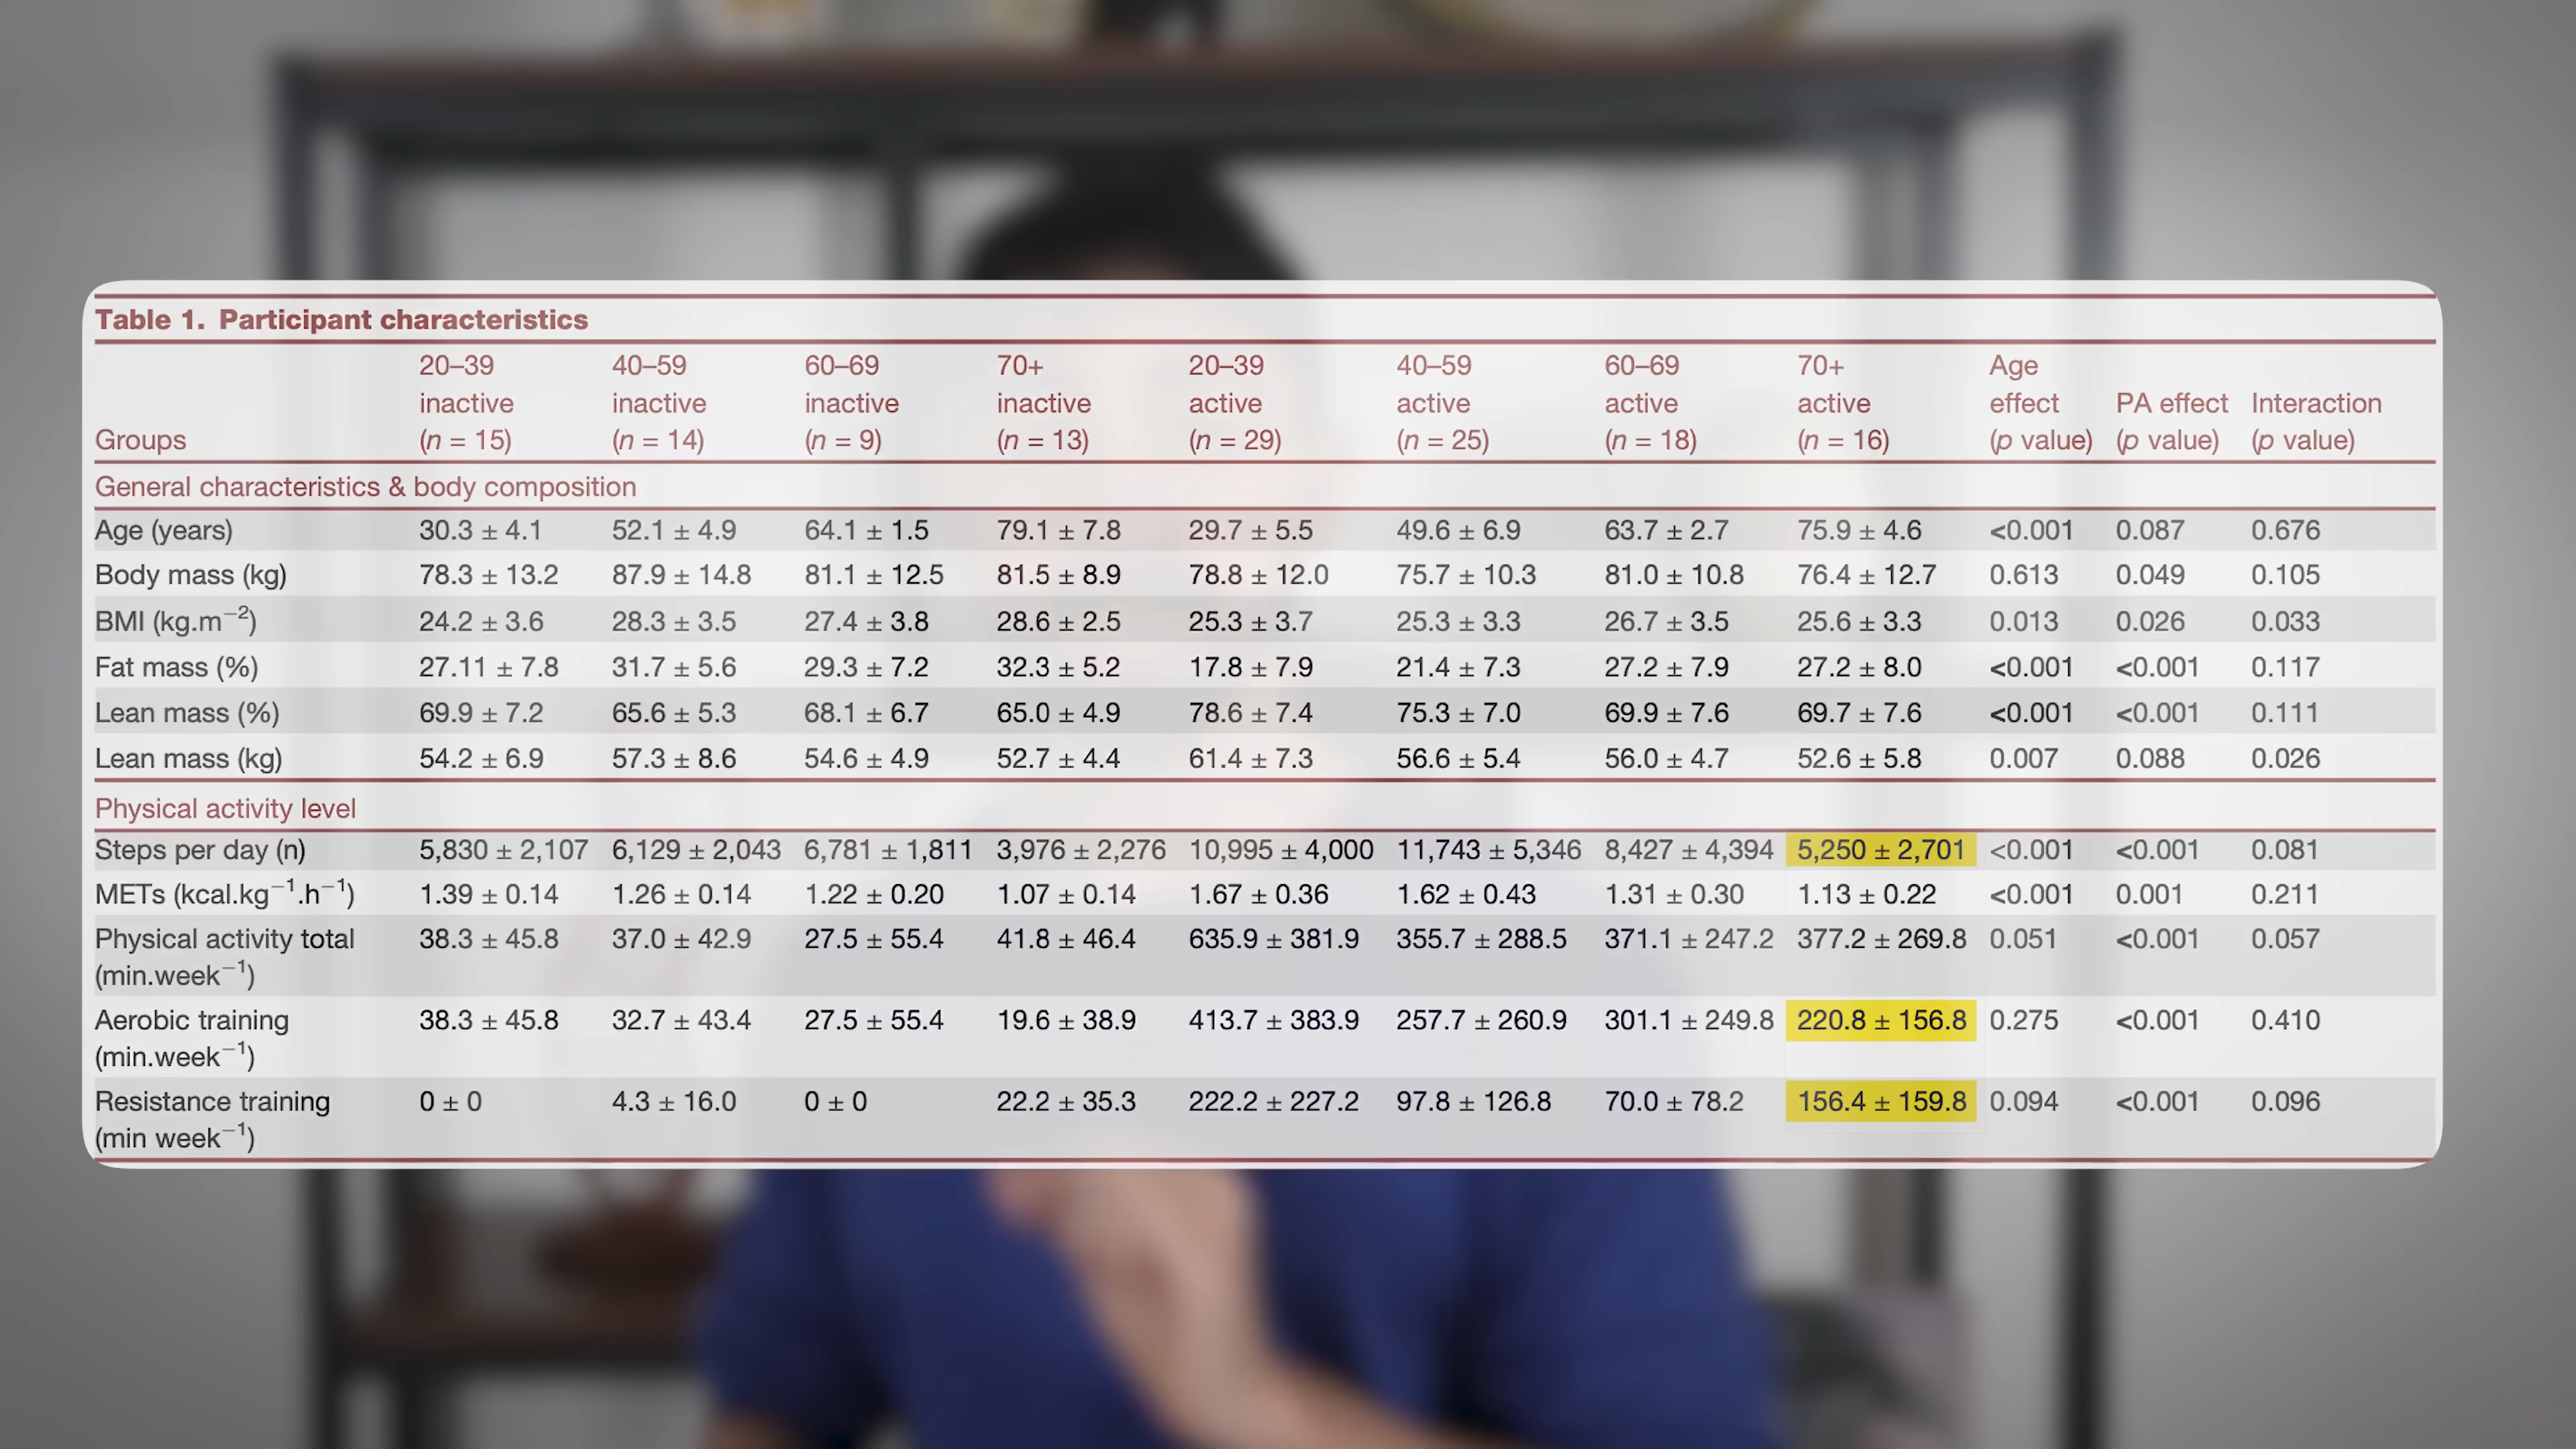 Table 1. Participant characteristics
Groups 20–39 inactive (n = 15) 40–59 inactive (n = 14) 60–69 inactive (n = 9) 70+ inactive (n = 13) 20–39 active (n = 29) 40–59 active (n = 25) 60–69 active (n = 18) 70+ active (n = 16) Age effect (p value) PA effect (p value) Interaction (p value)
General characteristics & body composition
Age (years) 30.3 ± 4.1 52.1 ± 4.9 64.1 ± 1.5 79.1 ± 7.8 29.7 ± 5.5 49.6 ± 6.9 63.7 ± 2.7 75.9 ± 4.6 <0.001 0.087 0.676
Body mass (kg) 78.3 ± 13.2 87.9 ± 14.8 81.1 ± 12.5 81.5 ± 8.9 78.8 ± 12.0 75.7 ± 10.3 81.0 ± 10.8 76.4 ± 12.7 0.613 0.049 0.105
BMI (kg.m⁻²) 24.2 ± 3.6 28.3 ± 3.5 27.4 ± 3.8 28.6 ± 2.5 25.3 ± 3.7 25.3 ± 3.3 26.7 ± 3.5 25.6 ± 3.3 0.013 0.026 0.033
Fat mass (%) 27.11 ± 7.8 31.7 ± 5.6 29.3 ± 7.2 32.3 ± 5.2 17.8 ± 7.9 21.4 ± 7.3 27.2 ± 7.9 27.2 ± 8.0 <0.001 <0.001 0.117
Lean mass (%) 69.9 ± 7.2 65.6 ± 5.3 68.1 ± 6.7 65.0 ± 4.9 78.6 ± 7.4 75.3 ± 7.0 69.9 ± 7.6 69.7 ± 7.6 <0.001 <0.001 0.111
Lean mass (kg) 54.2 ± 6.9 57.3 ± 8.6 54.6 ± 4.9 52.7 ± 4.4 61.4 ± 7.3 56.6 ± 5.4 56.0 ± 4.7 52.6 ± 5.8 0.007 0.088 0.026
Physical activity level
Steps per day (n) 5,830 ± 2,107 6,129 ± 2,043 6,781 ± 1,811 3,976 ± 2,276 10,995 ± 4,000 11,743 ± 5,346 8,427 ± 4,394 5,250 ± 2,701 <0.001 <0.001 0.081
METs (kcal.kg⁻¹.h⁻¹) 1.39 ± 0.14 1.26 ± 0.14 1.22 ± 0.20 1.07 ± 0.14 1.67 ± 0.36 1.62 ± 0.43 1.31 ± 0.30 1.13 ± 0.22 <0.001 0.001 0.211
Physical activity total 38.3 ± 45.8 37.0 ± 42.9 27.5 ± 55.4 41.8 ± 46.4 635.9 ± 381.9 355.7 ± 288.5 371.1 ± 247.2 377.2 ± 269.8 0.051 <0.001 0.057
(min.week⁻¹)
Aerobic training 38.3 ± 45.8 32.7 ± 43.4 27.5 ± 55.4 19.6 ± 38.9 413.7 ± 383.9 257.7 ± 260.9 301.1 ± 249.8 220.8 ± 156.8 0.275 <0.001 0.410
(min.week⁻¹)
Resistance training 0 ± 0 4.3 ± 16.0 0 ± 0 22.2 ± 35.3 222.2 ± 227.2 97.8 ± 126.8 70.0 ± 78.2 156.4 ± 159.8 0.094 <0.001 0.096
(min week⁻¹)